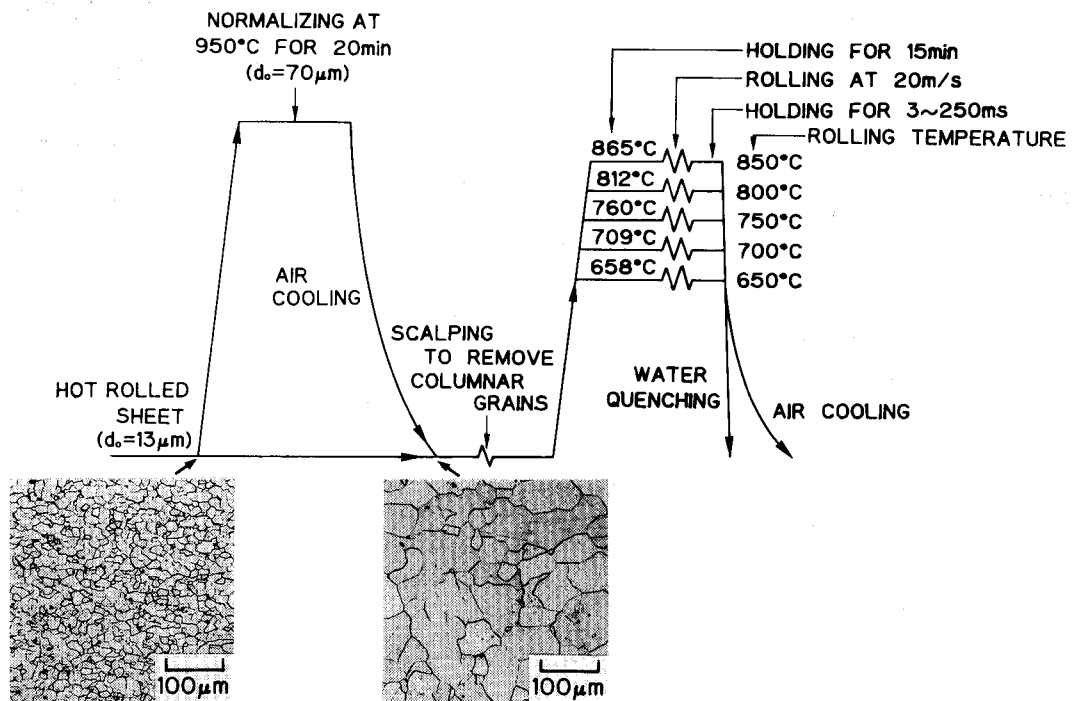 NORMALIZING AT
950°C FOR 20min
(d₀=70μm)
HOLDING FOR 15min
ROLLING AT 20m/s
HOLDING FOR 3~250ms
ROLLING TEMPERATURE
865°C
850°C
812°C
800°C
760°C
750°C
709°C
700°C
658°C
650°C
AIR
COOLING
SCALPING
TO REMOVE
COLUMNAR
GRAINS
WATER
QUENCHING
AIR COOLING
HOT ROLLED
SHEET
(d₀=13μm)
100μm
100μm